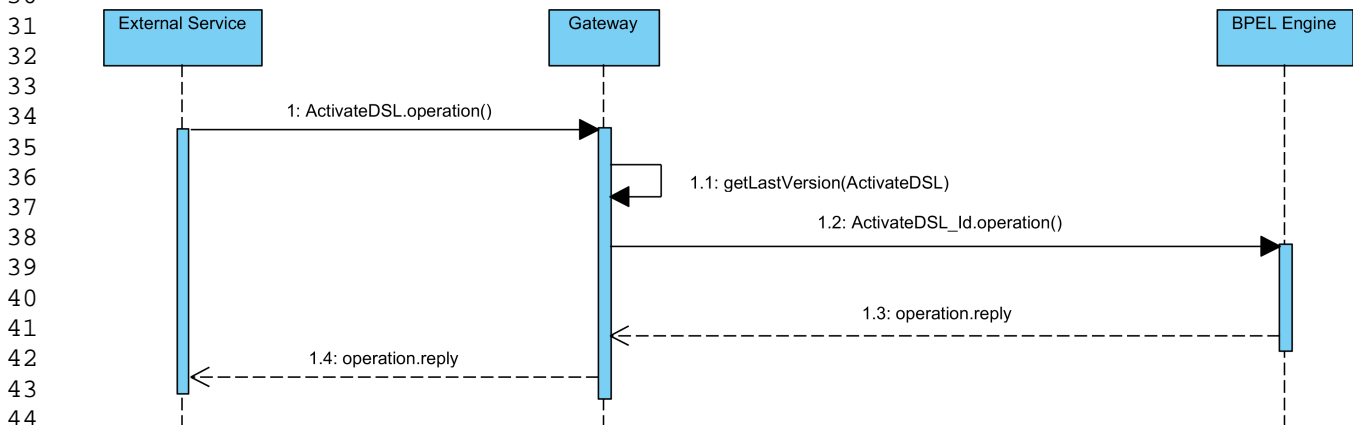 31
External Service
Gateway
BPEL Engine
32
33
34
1: ActivateDSL.operation()
35
36
1.1: getLastVersion(ActivateDSL)
37
1.2: ActivateDSL_Id.operation()
38
39
40
1.3: operation.reply
41
42
1.4: operation.reply
43
44